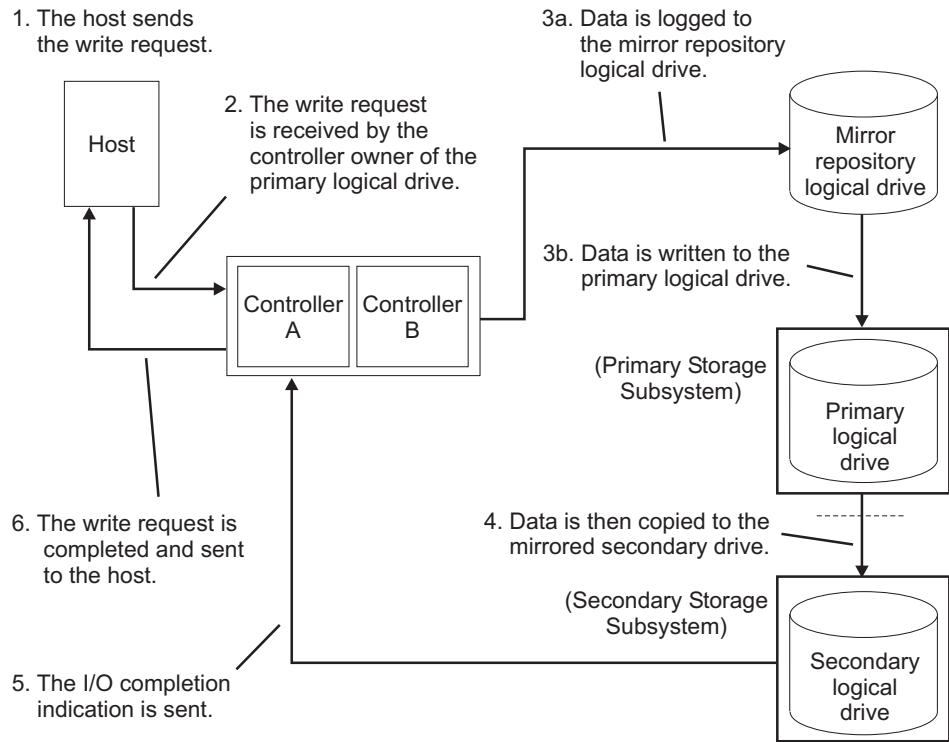 1. The host sends
the write request.
3a. Data is logged to
the mirror repository
logical drive.
2. The write request
is received by the
controller owner of the
primary logical drive.
Host
Mirror
repository
logical drive
3b. Data is written to the
primary logical drive.
Controller
A
Controller
B
(Primary Storage
Subsystem)
Primary
logical
drive
6. The write request is
completed and sent
to the host.
4. Data is then copied to the
mirrored secondary drive.
(Secondary Storage
Subsystem)
Secondary
logical
drive
5. The I/O completion
indication is sent.